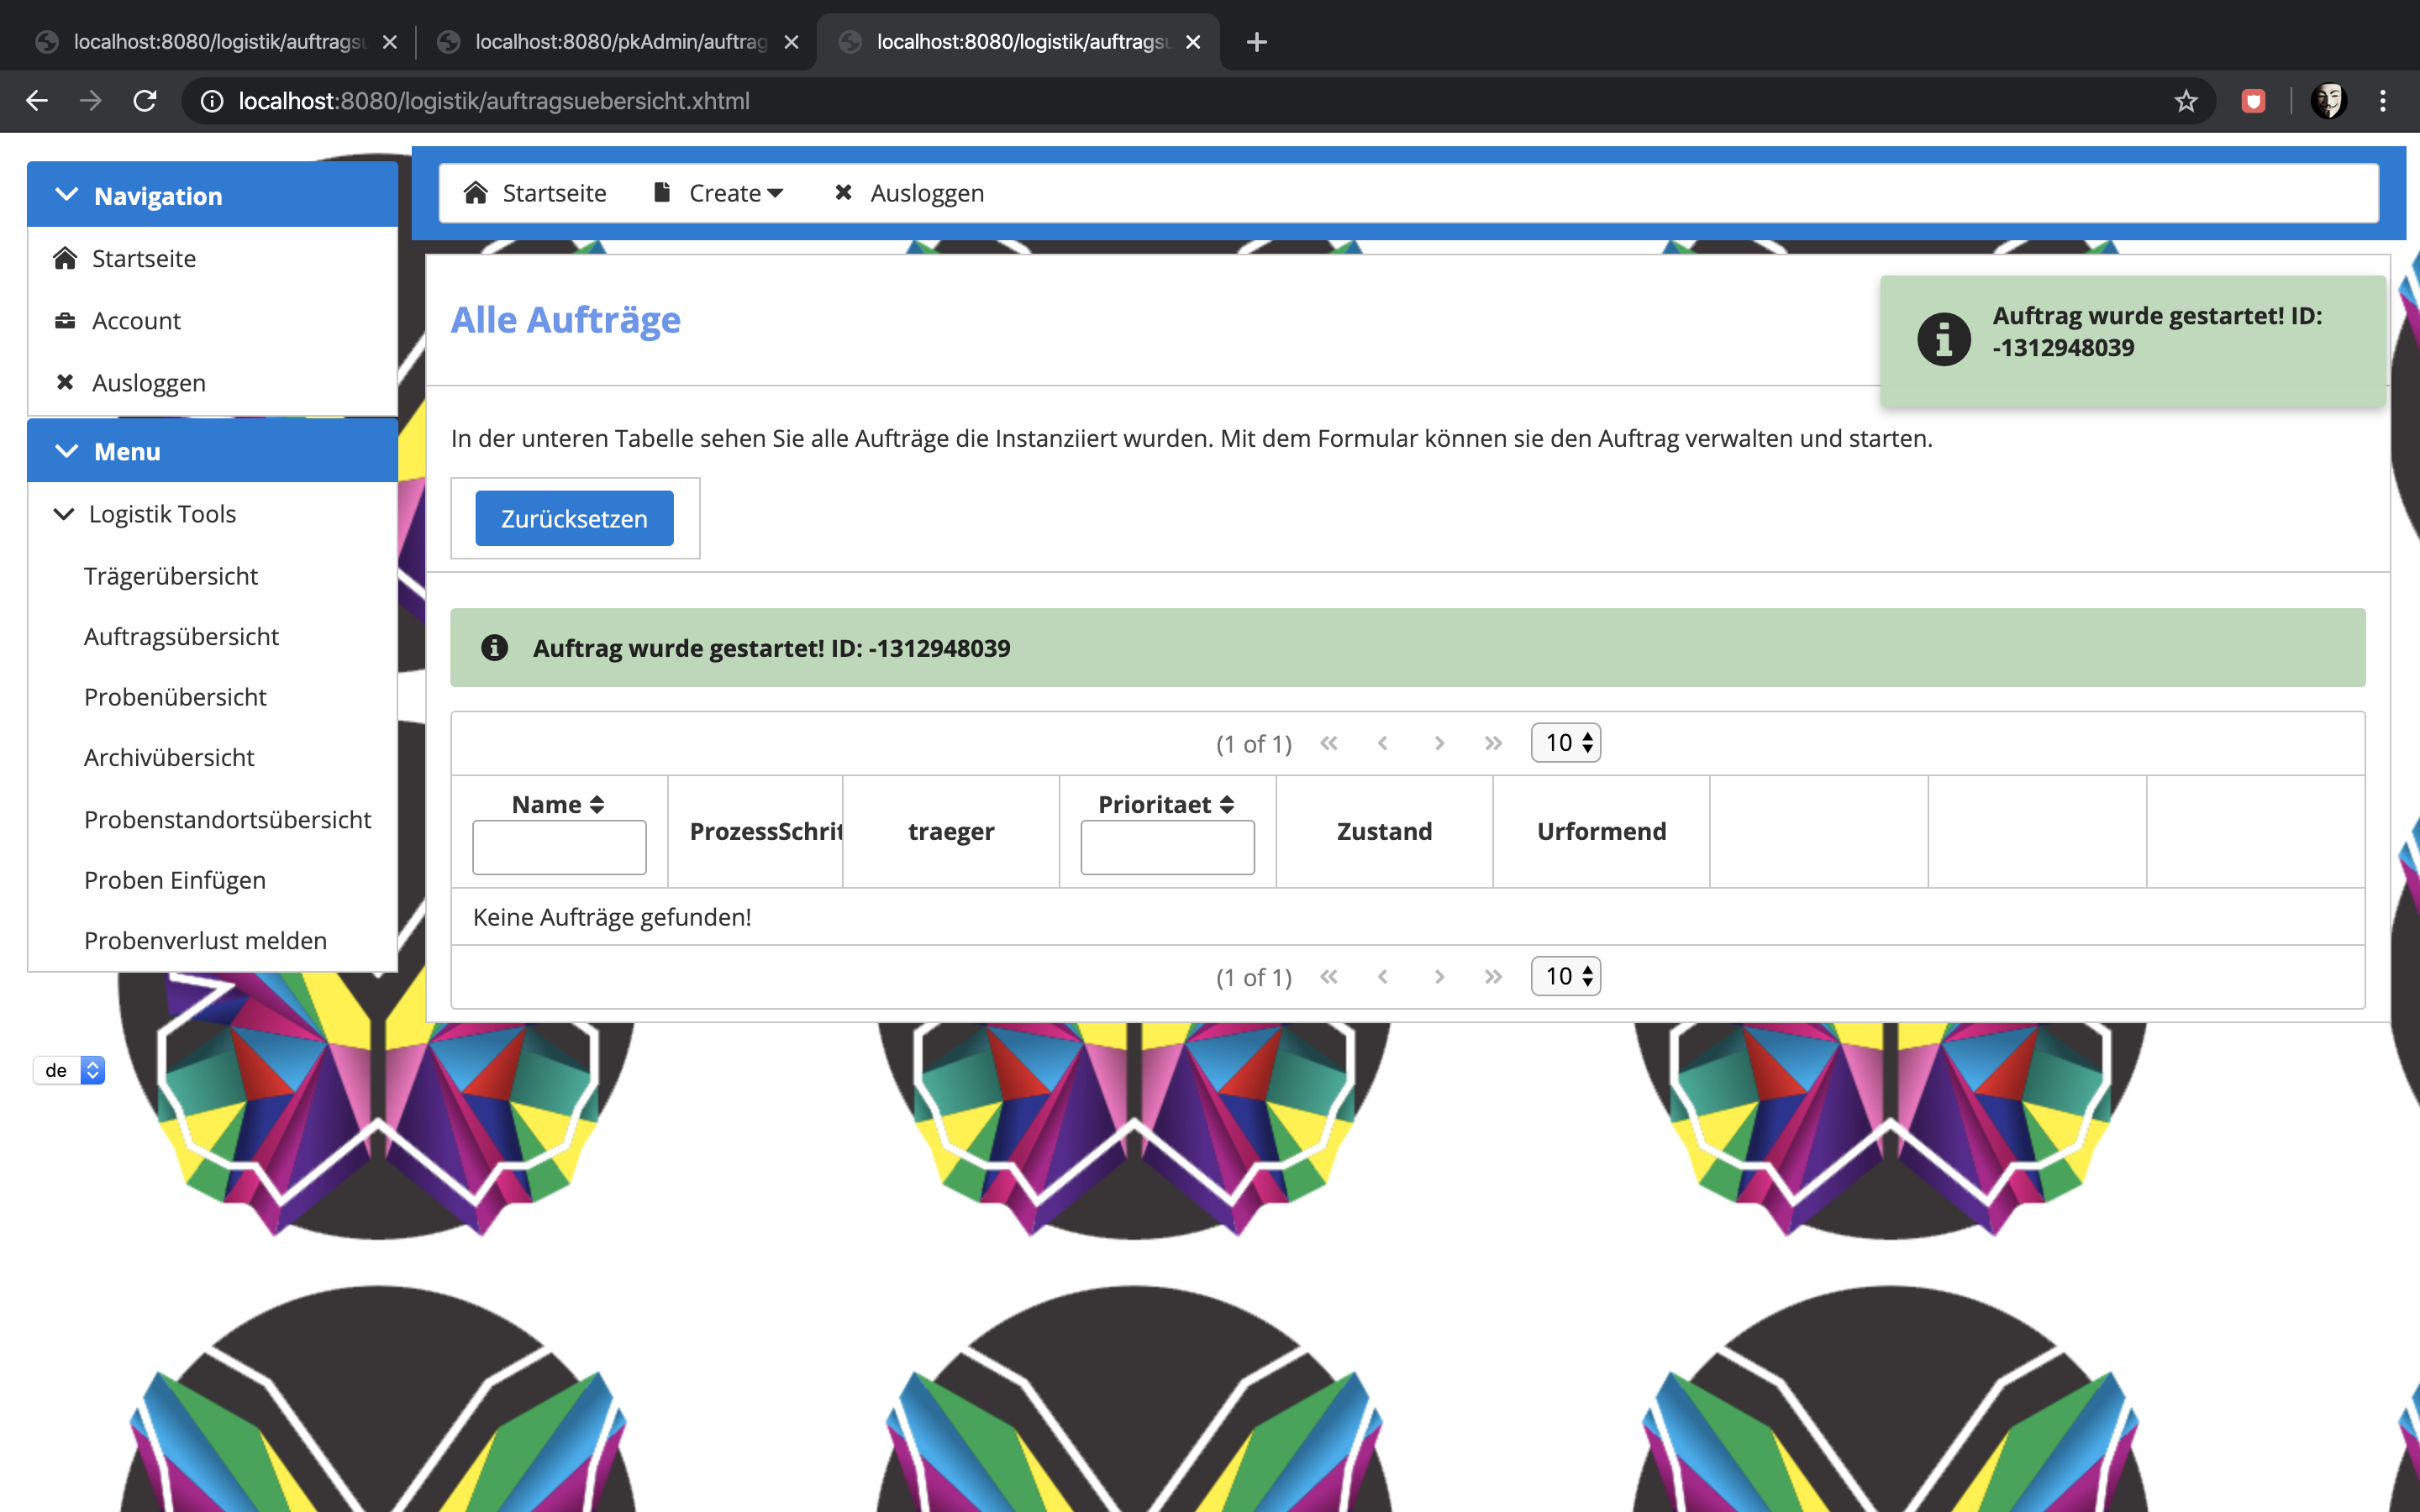 localhost:8080/logistik/auftragsu
localhost:8080/pkAdmin/auftrag
localhost:8080/logistik/auftragsu
localhost:8080/logistik/auftragsuebersicht.xhtml
Navigation
Startseite
Account
Ausloggen
Menu
Logistik Tools
Trägerübersicht
Auftragsübersicht
Probenübersicht
Archivübersicht
Probenstandortsübersicht
Proben Einfügen
Probenverlust melden
de
Startseite Create Ausloggen
Alle Aufträge
Auftrag wurde gestartet! ID:
-1312948039
In der unteren Tabelle sehen Sie alle Aufträge die Instanziiert wurden. Mit dem Formular können sie den Auftrag verwalten und starten.
Zurücksetzen
Auftrag wurde gestartet! ID: -1312948039
(1 of 1) 10
Name ProzessSchrit traeger Prioritaet Zustand Urformend
Keine Aufträge gefunden!
(1 of 1) 10